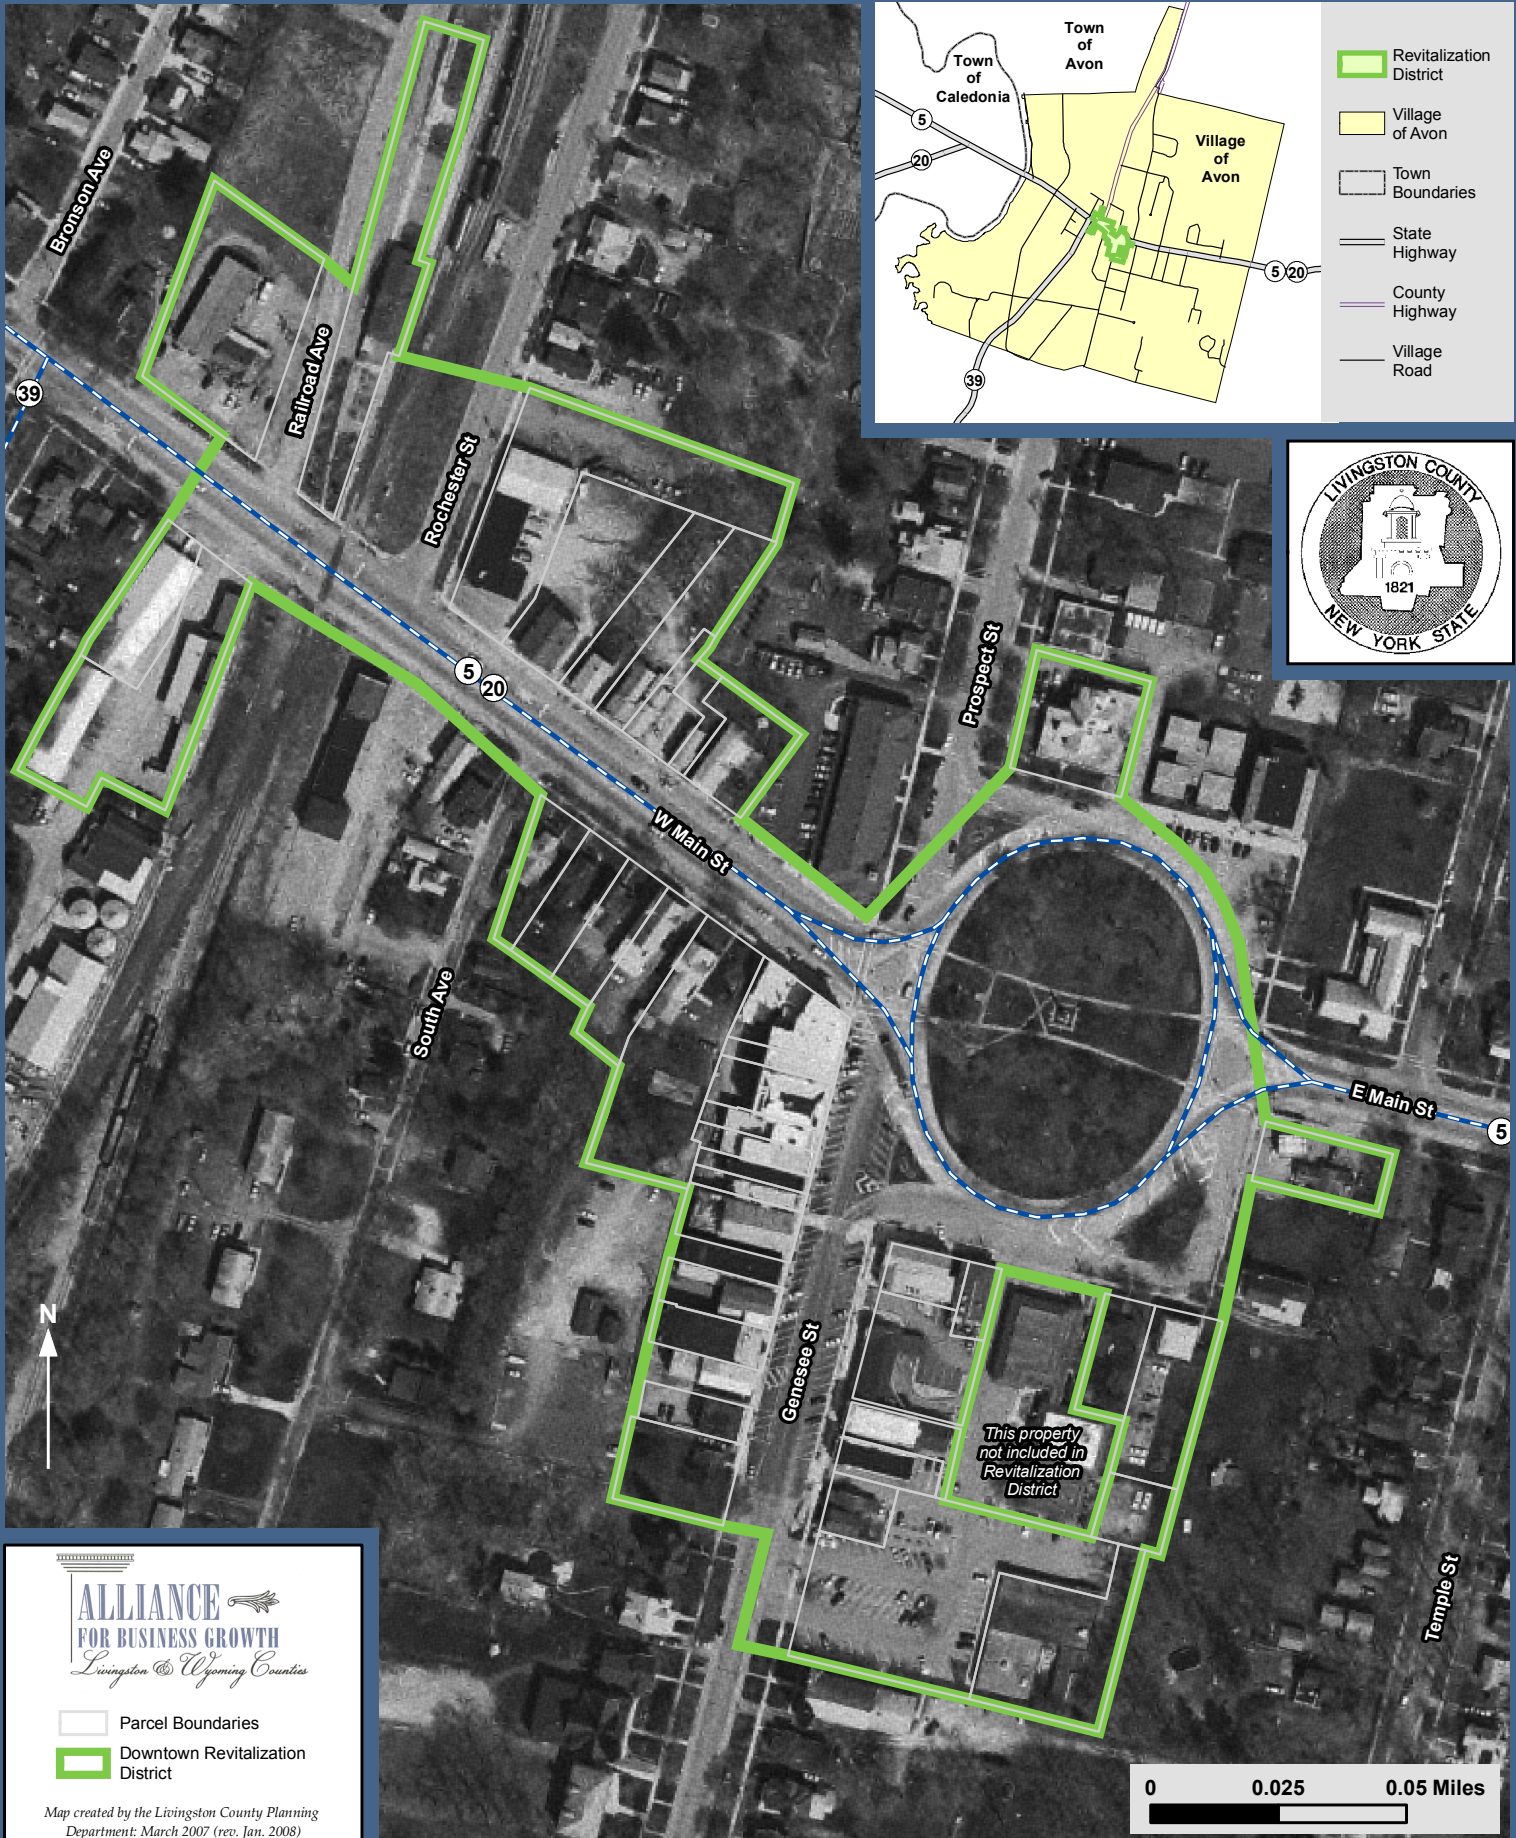 Town
of
Avon
Town
of
Caledonia
Village
of
Avon
5
20
5 20
39
Revitalization
District
Village
of Avon
Town
Boundaries
State
Highway
County
Highway
Village
Road
LIVINGSTON COUNTY
1821
NEW YORK STATE
Bronson Ave
Railroad Ave
39
Rochester St
5
20
Prospect St
W Main St
South Ave
E Main St
5
Genesee St
This property
not included in
Revitalization
District
Temple St
N
ALLIANCE
FOR BUSINESS GROWTH
Livingston & Wyoming Counties
Parcel Boundaries
Downtown Revitalization
District
Map created by the Livingston County Planning
Department: March 2007 (rev. Jan. 2008)
0 0.025 0.05 Miles